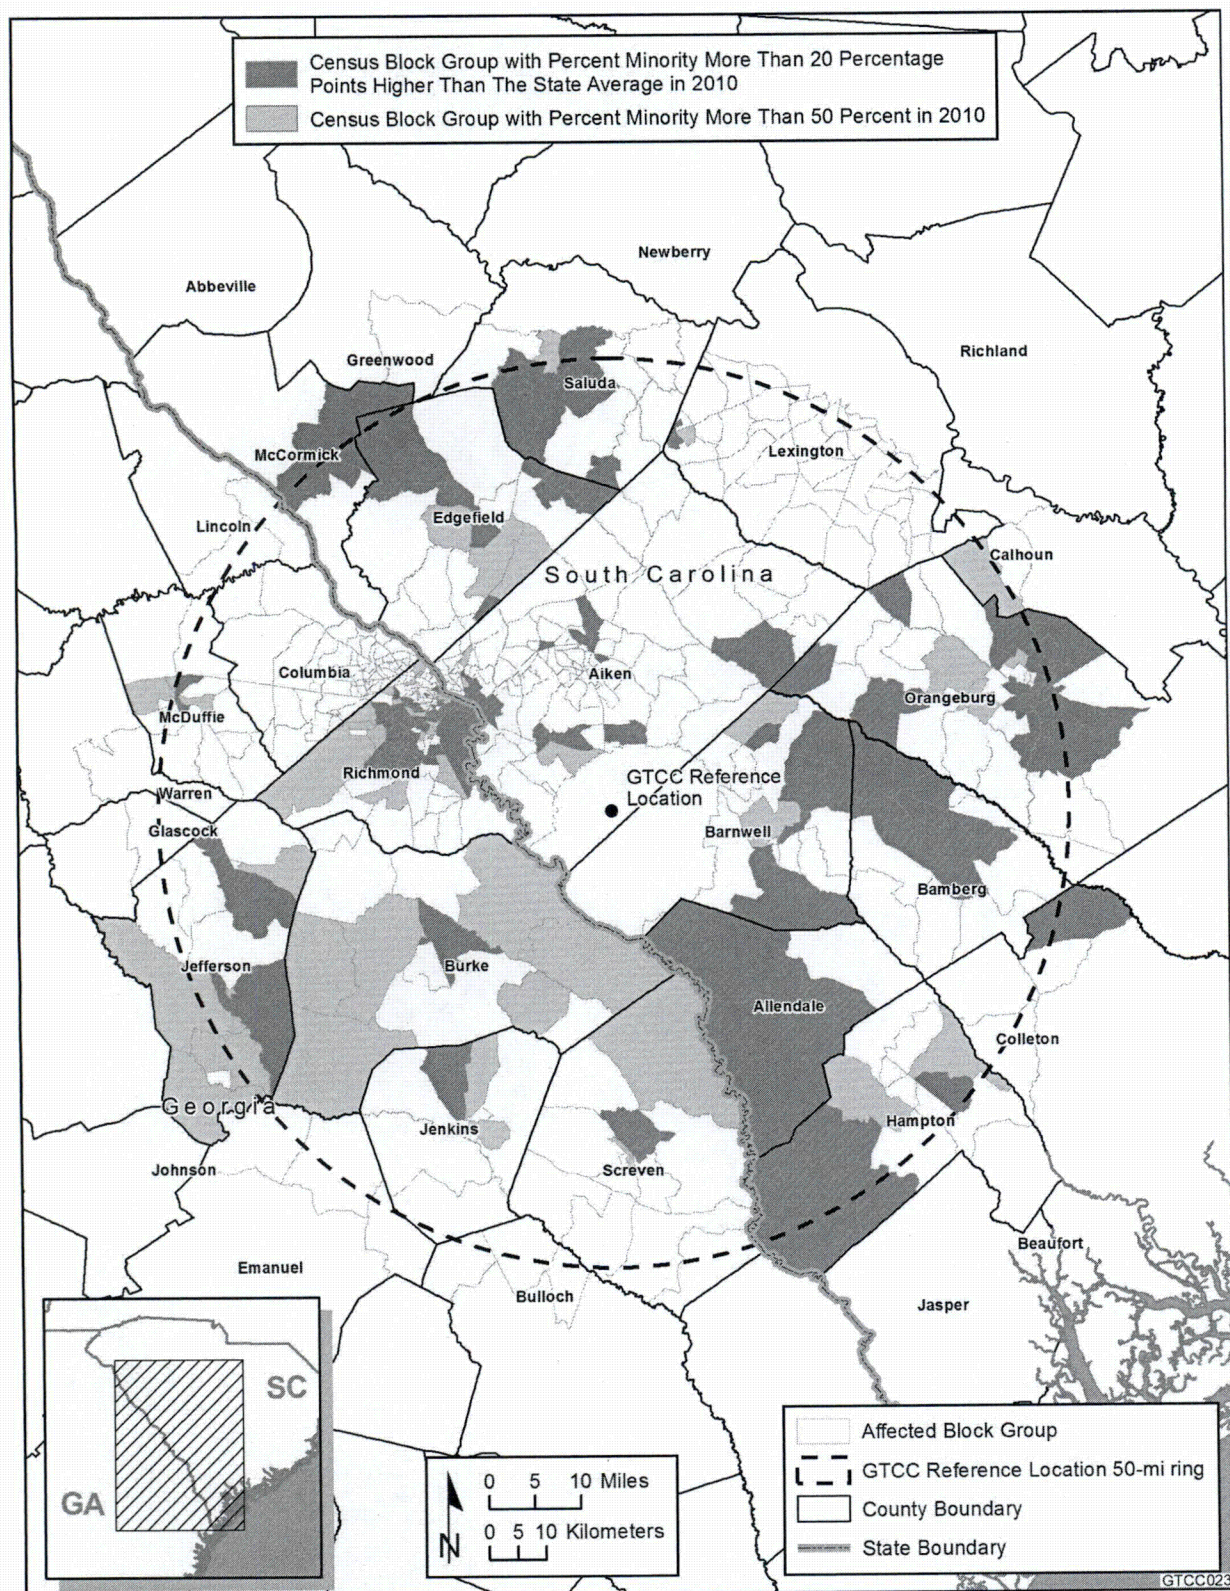 Census Block Group with Percent Minority More Than 20 Percentage
Points Higher Than The State Average in 2010
Census Block Group with Percent Minority More Than 50 Percent in 2010
Newberry
Abbeville
Richland
Greenwood
Saluda
Lexington
McCormick
Edgefield
Lincoln
Calhoun
South Carolina
Columbia
Aiken
Orangeburg
McDuffie
Richmond
GTCC Reference
Location
Warren
Glascock
Barnwell
Bamberg
Jefferson
Burke
Allendale
Colleton
Georgia
Hampton
Jenkins
Johnson
Screven
Beaufort
Emanuel
Bulloch
Jasper
SC
GA
0 5 10 Miles
0 5 10 Kilometers
N
Affected Block Group
GTCC Reference Location 50-mi ring
County Boundary
State Boundary
GTCC023